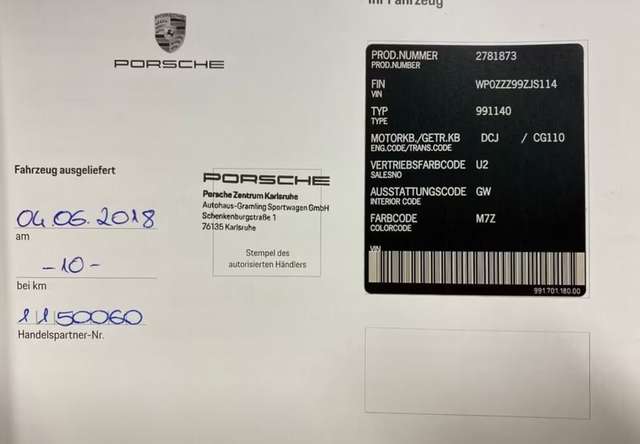 Ihr Fahrzeug
PORSCHE
PROD.NUMMER 2781873
PROD.NUMBER
FIN WP0ZZZ99ZJS114
VIN
TYP 991140
TYPE
MOTORKB./GETR.KB DCJ / CG110
ENG.CODE/TRANS.CODE
VERTRIEBSFARBCODE U2
SALESNO
AUSSTATTUNGSCODE GW
INTERIOR CODE
FARBCODE M7Z
COLORCODE
VIN
991.701.180.00
Fahrzeug ausgeliefert
04.06.2018
am
-10-
bei km
1150060
Handelspartner-Nr.
PORSCHE
Porsche Zentrum Karlsruhe
Autohaus-Gramling Sportwagen GmbH
Schenkenburgstraße 1
76135 Karlsruhe
Stempel des
autorisierten Händlers